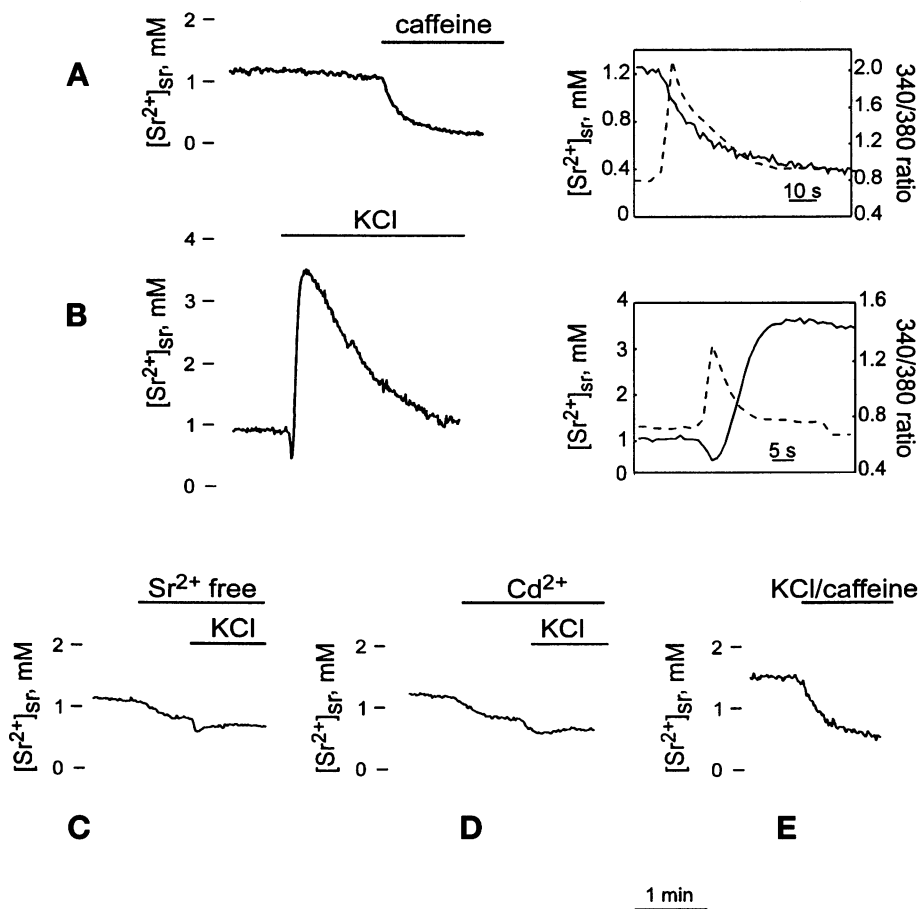 A
[Sr²⁺]sr, mM
2
1
0
caffeine
[Sr²⁺]sr, mM
1.2
0.8
0.4
0
2.0
1.6
1.2
0.8
0.4
340/380 ratio
10 s
B
[Sr²⁺]sr, mM
4
3
2
1
0
KCl
[Sr²⁺]sr, mM
4
3
2
1
0
1.6
1.2
0.8
0.4
340/380 ratio
5 s
C
[Sr²⁺]sr, mM
2
1
0
Sr²⁺ free
KCl
D
[Sr²⁺]sr, mM
2
1
0
Cd²⁺
KCl
E
[Sr²⁺]sr, mM
2
1
0
KCl/caffeine
1 min